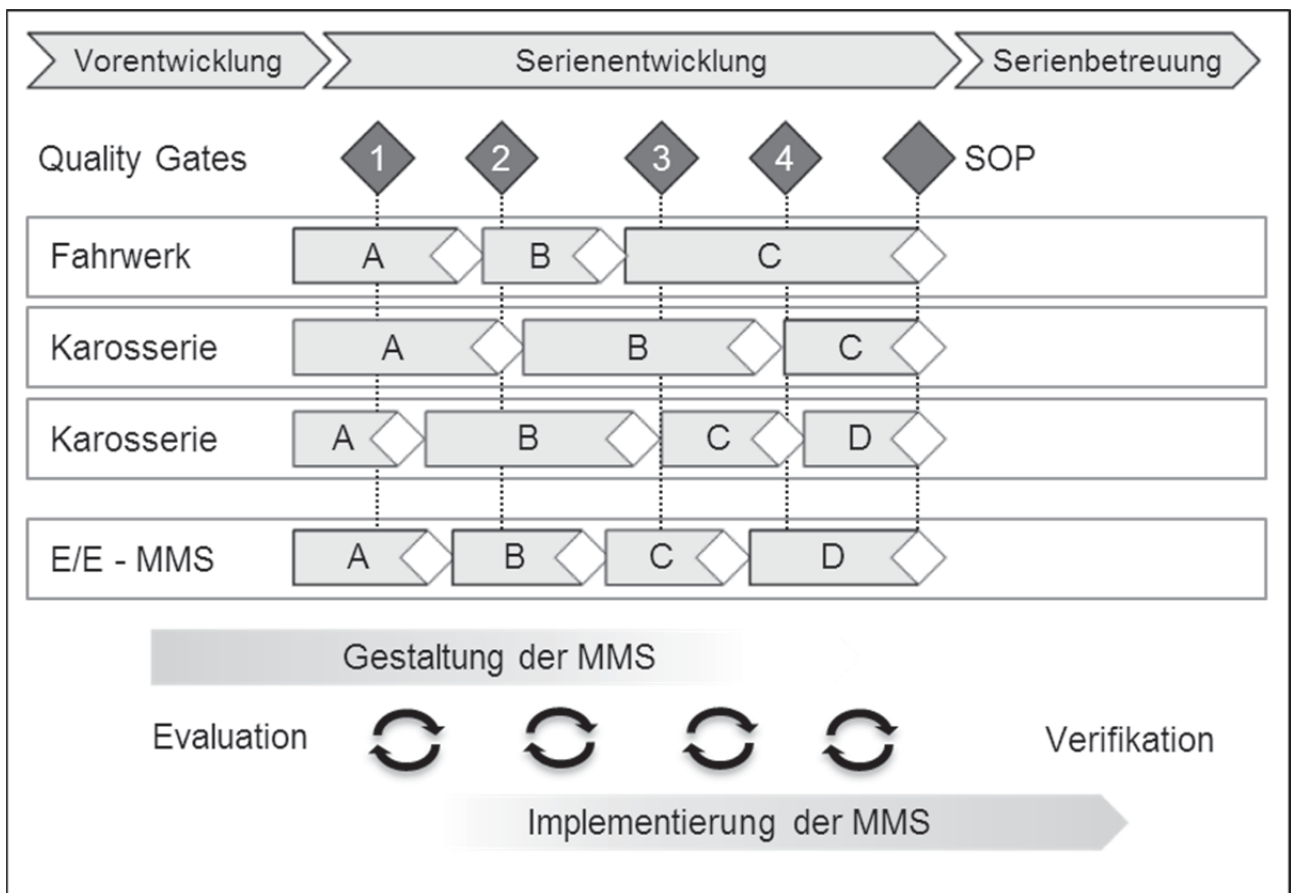 Vorentwicklung Serienentwicklung Serienbetreuung
Quality Gates 1 2 3 4 SOP
Fahrwerk A B C
Karosserie A B C
Karosserie A B C D
E/E - MMS A B C D
Gestaltung der MMS
Evaluation Verifikation
Implementierung der MMS